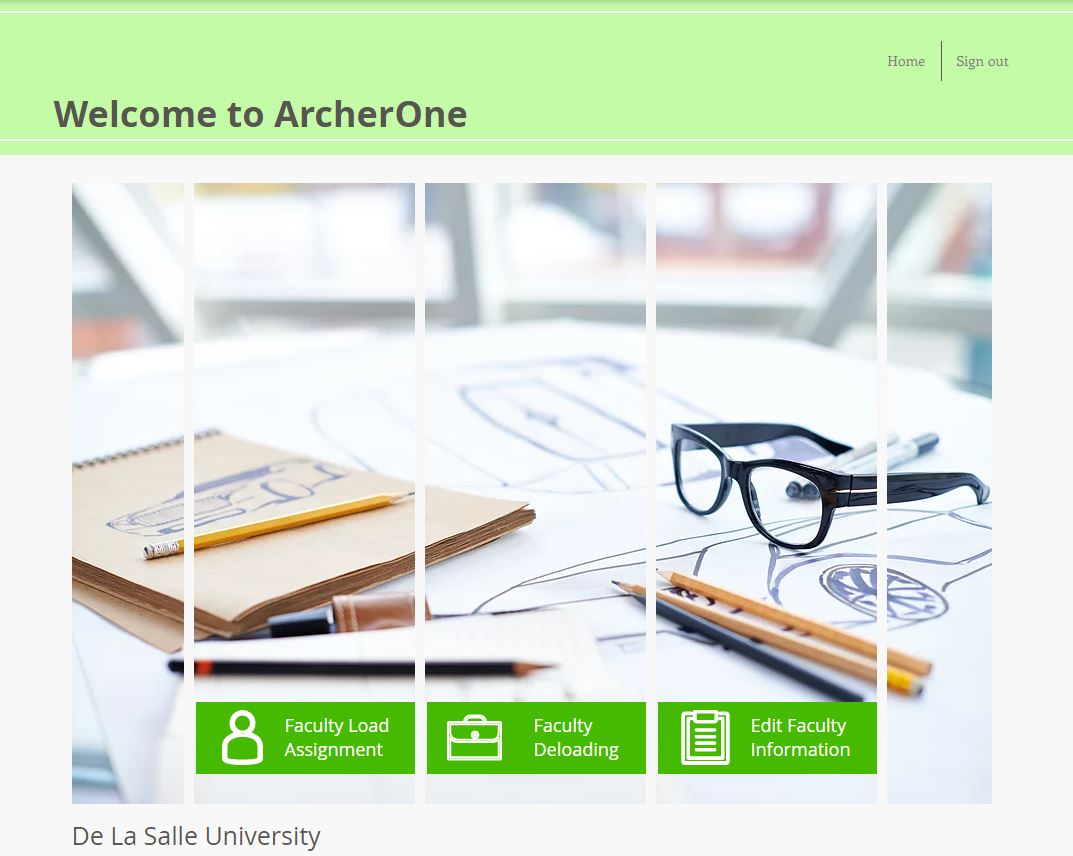 Home
Sign out
Welcome to ArcherOne
Faculty Load
Assignment
Faculty
Deloading
Edit Faculty
Information
De La Salle University